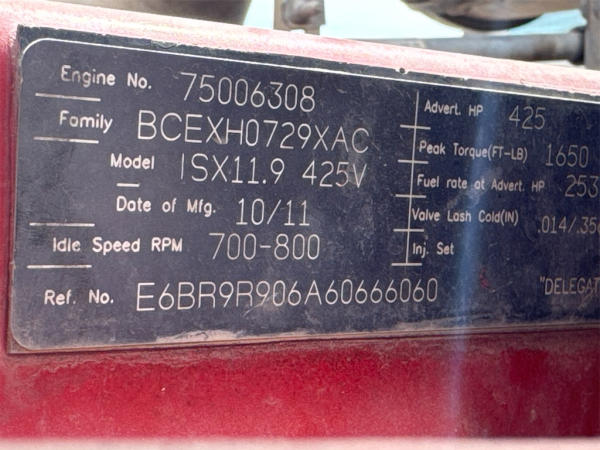 Engine No. 75006308
Family BCEXH0729XAC
Model ISX11.9 425V
Date of Mfg. 10/11
Idle Speed RPM 700-800
Ref. No. E6BR9R906A60666060
Advert. HP 425
Peak Torque(FT-LB) 1650
Fuel rate at Advert. HP 253
Valve Lash Cold(IN) .014/.
Inj. Set
"DELEGAT